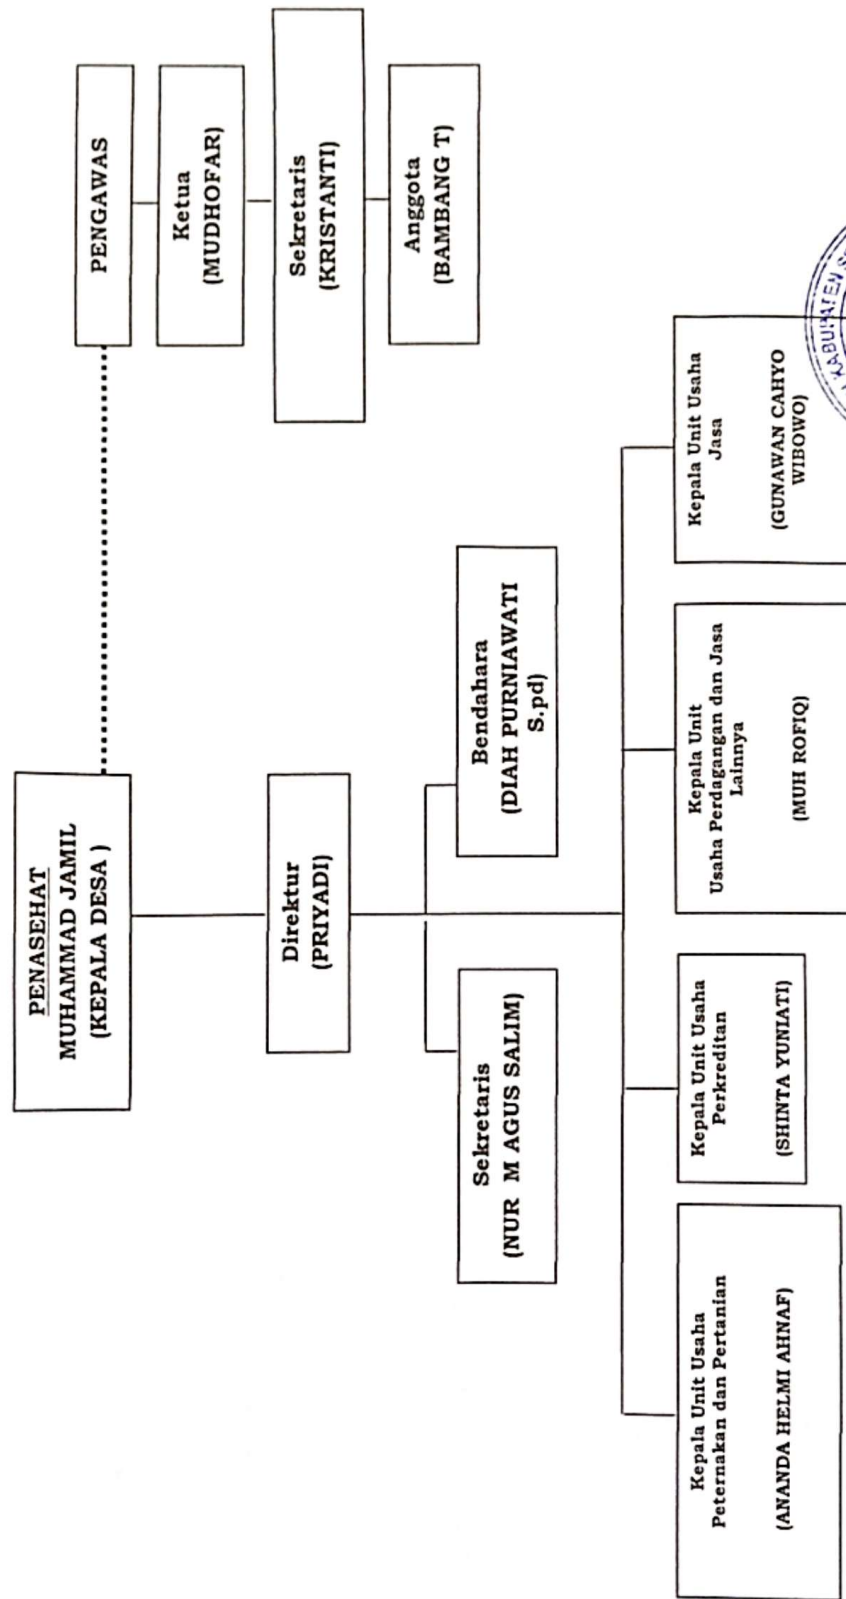 PENASEHAT
MUHAMMAD JAMIL
(KEPALA DESA )
PENGAWAS
Ketua
(MUDHOFAR)
Sekretaris
(KRISTANTI)
Anggota
(BAMBANG T)
Direktur
(PRIYADI)
Sekretaris
(NUR M AGUS SALIM)
Bendahara
(DIAH PURNIAWATI
S.pd)
Kepala Unit Usaha
Peternakan dan Pertanian
(ANANDA HELMI AHNAF)
Kepala Unit Usaha
Perkreditan
(SHINTA YUNIATI)
Kepala Unit
Usaha Perdagangan dan Jasa
Lainnya
(MUH ROFIQ)
Kepala Unit Usaha
Jasa
(GUNAWAN CAHYO
WIBOWO)
KABUPATEN